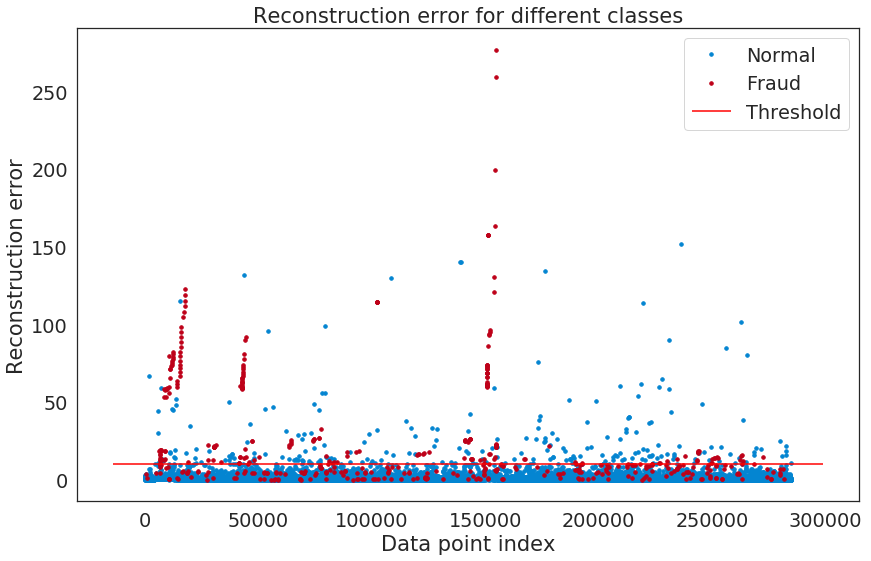 Reconstruction error for different classes
Normal
Fraud
Threshold
Reconstruction error
250
200
150
100
50
0
0 50000 100000 150000 200000 250000 300000
Data point index